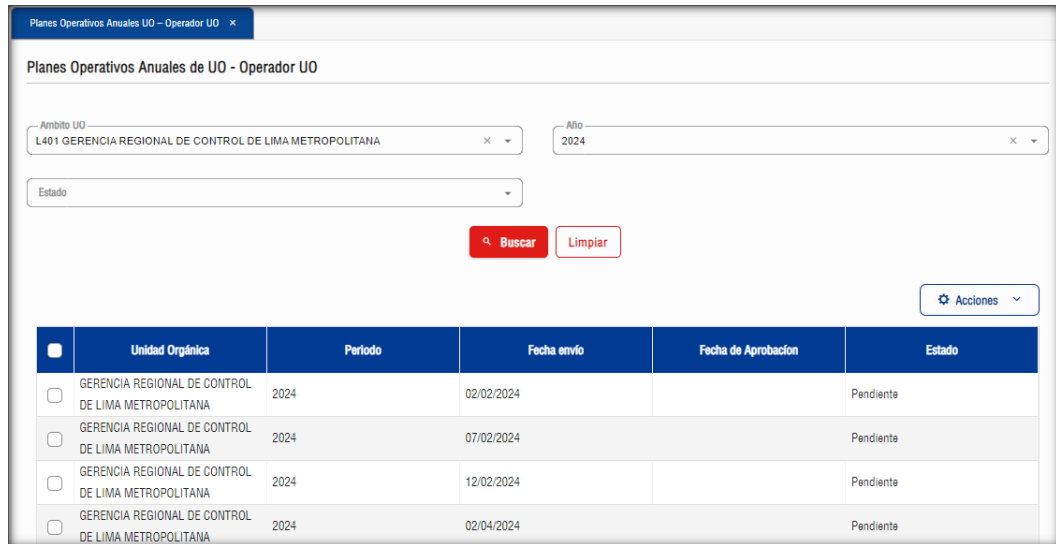 Planes Operativos Anuales UO – Operador UO ×
Planes Operativos Anuales de UO - Operador UO
Ambito UO
L401 GERENCIA REGIONAL DE CONTROL DE LIMA METROPOLITANA ×
Año
2024 ×
Estado
Buscar Limpiar
Acciones
Unidad Orgánica Periodo Fecha envío Fecha de Aprobacíon Estado
GERENCIA REGIONAL DE CONTROL
DE LIMA METROPOLITANA 2024 02/02/2024 Pendiente
GERENCIA REGIONAL DE CONTROL
DE LIMA METROPOLITANA 2024 07/02/2024 Pendiente
GERENCIA REGIONAL DE CONTROL
DE LIMA METROPOLITANA 2024 12/02/2024 Pendiente
GERENCIA REGIONAL DE CONTROL
DE LIMA METROPOLITANA 2024 02/04/2024 Pendiente